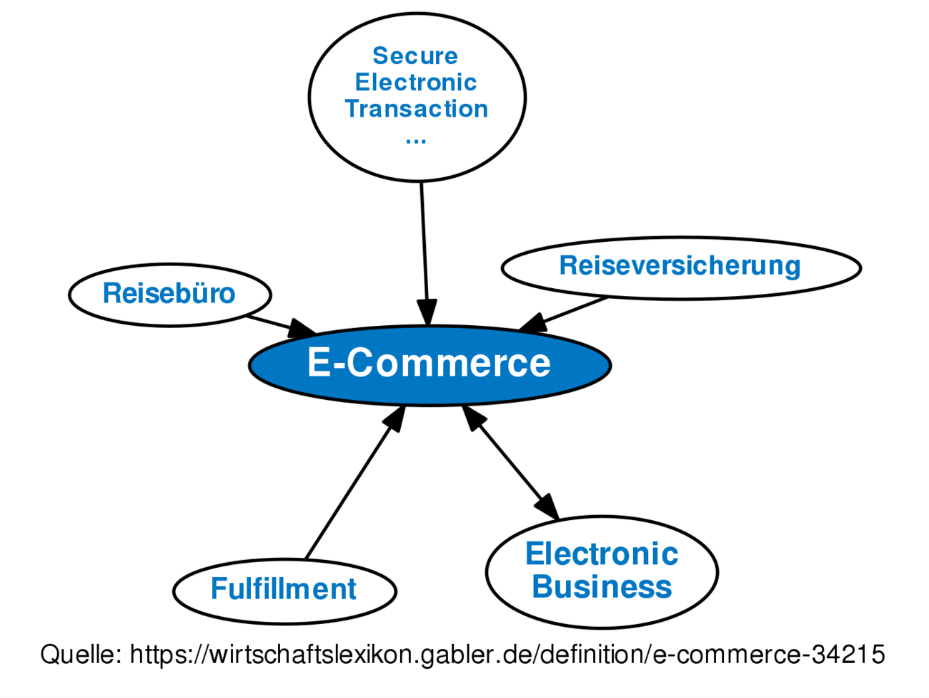 Secure
Electronic
Transaction
...
Reiseversicherung
Reisebüro
E-Commerce
Electronic
Business
Fulfillment
Quelle: https://wirtschaftslexikon.gabler.de/definition/e-commerce-34215